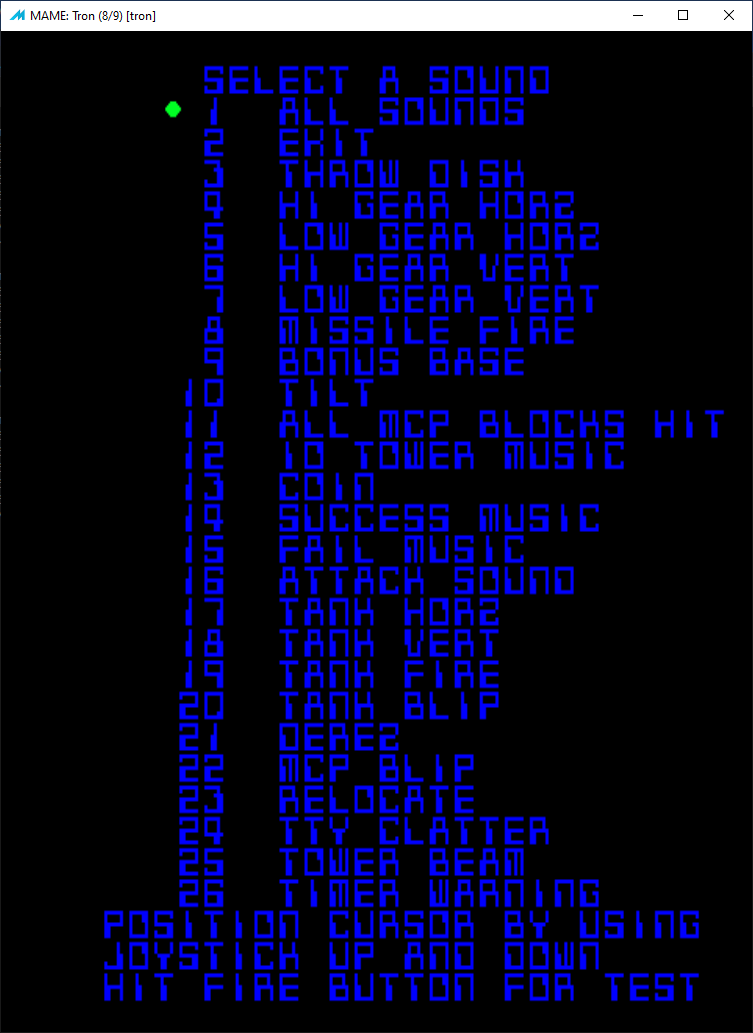 MAME: Tron (8/9) [tron]
SELECT A SOUND
1 ALL SOUNDS
2 EXIT
3 THROW DISK
4 HI GEAR HORZ
5 LOW GEAR HORZ
6 HI GEAR VERT
7 LOW GEAR VERT
8 MISSILE FIRE
9 BONUS BASE
10 TILT
11 ALL MCP BLOCKS HIT
12 IO TOWER MUSIC
13 COIN
14 SUCCESS MUSIC
15 FAIL MUSIC
16 ATTACK SOUND
17 TANK HORZ
18 TANK VERT
19 TANK FIRE
20 TANK BLIP
21 DEREZ
22 MCP BLIP
23 RELOCATE
24 TTY CLATTER
25 TOWER BEAM
26 TIMER WARNING
POSITION CURSOR BY USING
JOYSTICK UP AND DOWN
HIT FIRE BUTTON FOR TEST